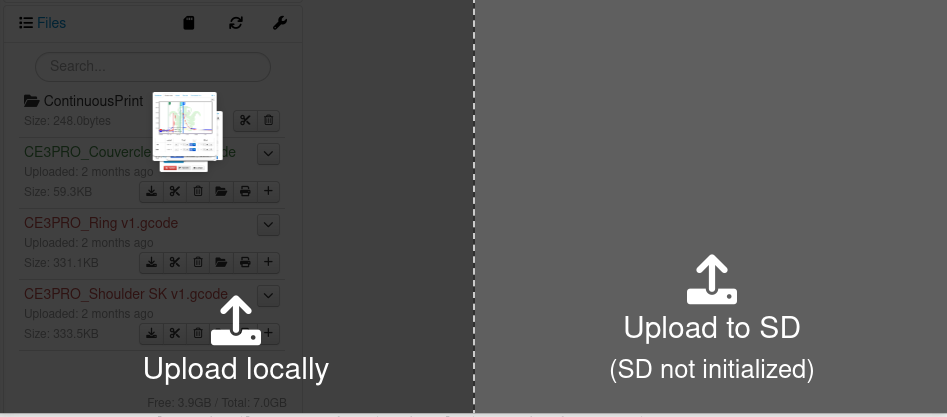 Files
Search...
ContinuousPrint
Size: 248.0bytes
CE3PRO_Couvercle de
Uploaded: 2 months ago
Size: 59.3KB
CE3PRO_Ring v1.gcode
Uploaded: 2 months ago
Size: 331.1KB
CE3PRO_Shoulder SK v1.gcode
Uploaded: 2 months ago
Size: 333.5KB
Upload locally
Free: 3.9GB / Total: 7.0GB
Upload to SD
(SD not initialized)